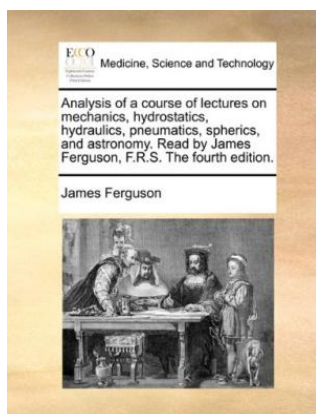 ECCO
Medicine, Science and Technology
Analysis of a course of lectures on
mechanics, hydrostatics,
hydraulics, pneumatics, spherics,
and astronomy. Read by James
Ferguson, F.R.S. The fourth edition.
James Ferguson